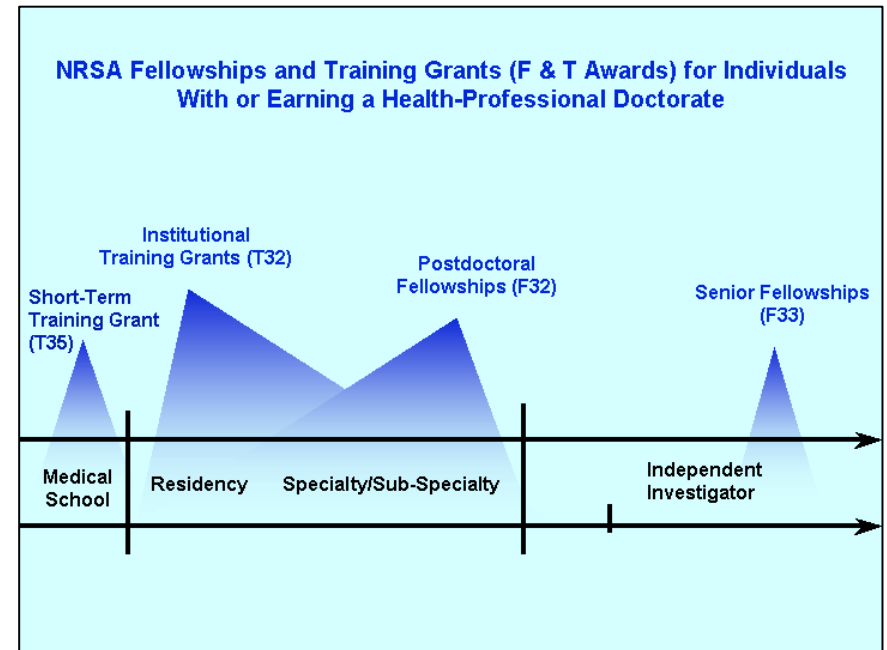 NRSA Fellowships and Training Grants (F & T Awards) for Individuals
With or Earning a Health-Professional Doctorate
Institutional
Training Grants (T32)
Postdoctoral
Fellowships (F32)
Short-Term
Training Grant
(T35)
Senior Fellowships
(F33)
Medical
School
Residency
Specialty/Sub-Specialty
Independent
Investigator